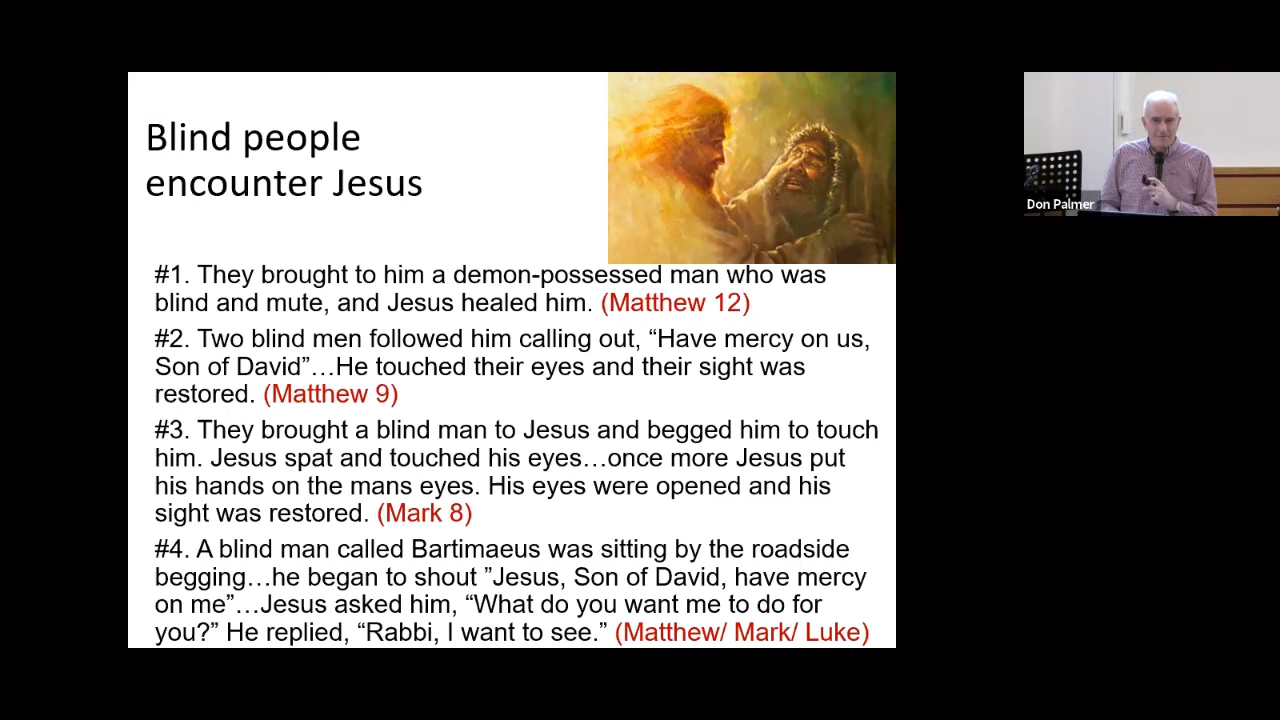 Blind people
encounter Jesus
Don Palmer
#1. They brought to him a demon-possessed man who was
blind and mute, and Jesus healed him. (Matthew 12)
#2. Two blind men followed him calling out, “Have mercy on us,
Son of David”…He touched their eyes and their sight was
restored. (Matthew 9)
#3. They brought a blind man to Jesus and begged him to touch
him. Jesus spat and touched his eyes…once more Jesus put
his hands on the mans eyes. His eyes were opened and his
sight was restored. (Mark 8)
#4. A blind man called Bartimaeus was sitting by the roadside
begging…he began to shout ”Jesus, Son of David, have mercy
on me”…Jesus asked him, “What do you want me to do for
you?” He replied, “Rabbi, I want to see.” (Matthew/ Mark/ Luke)